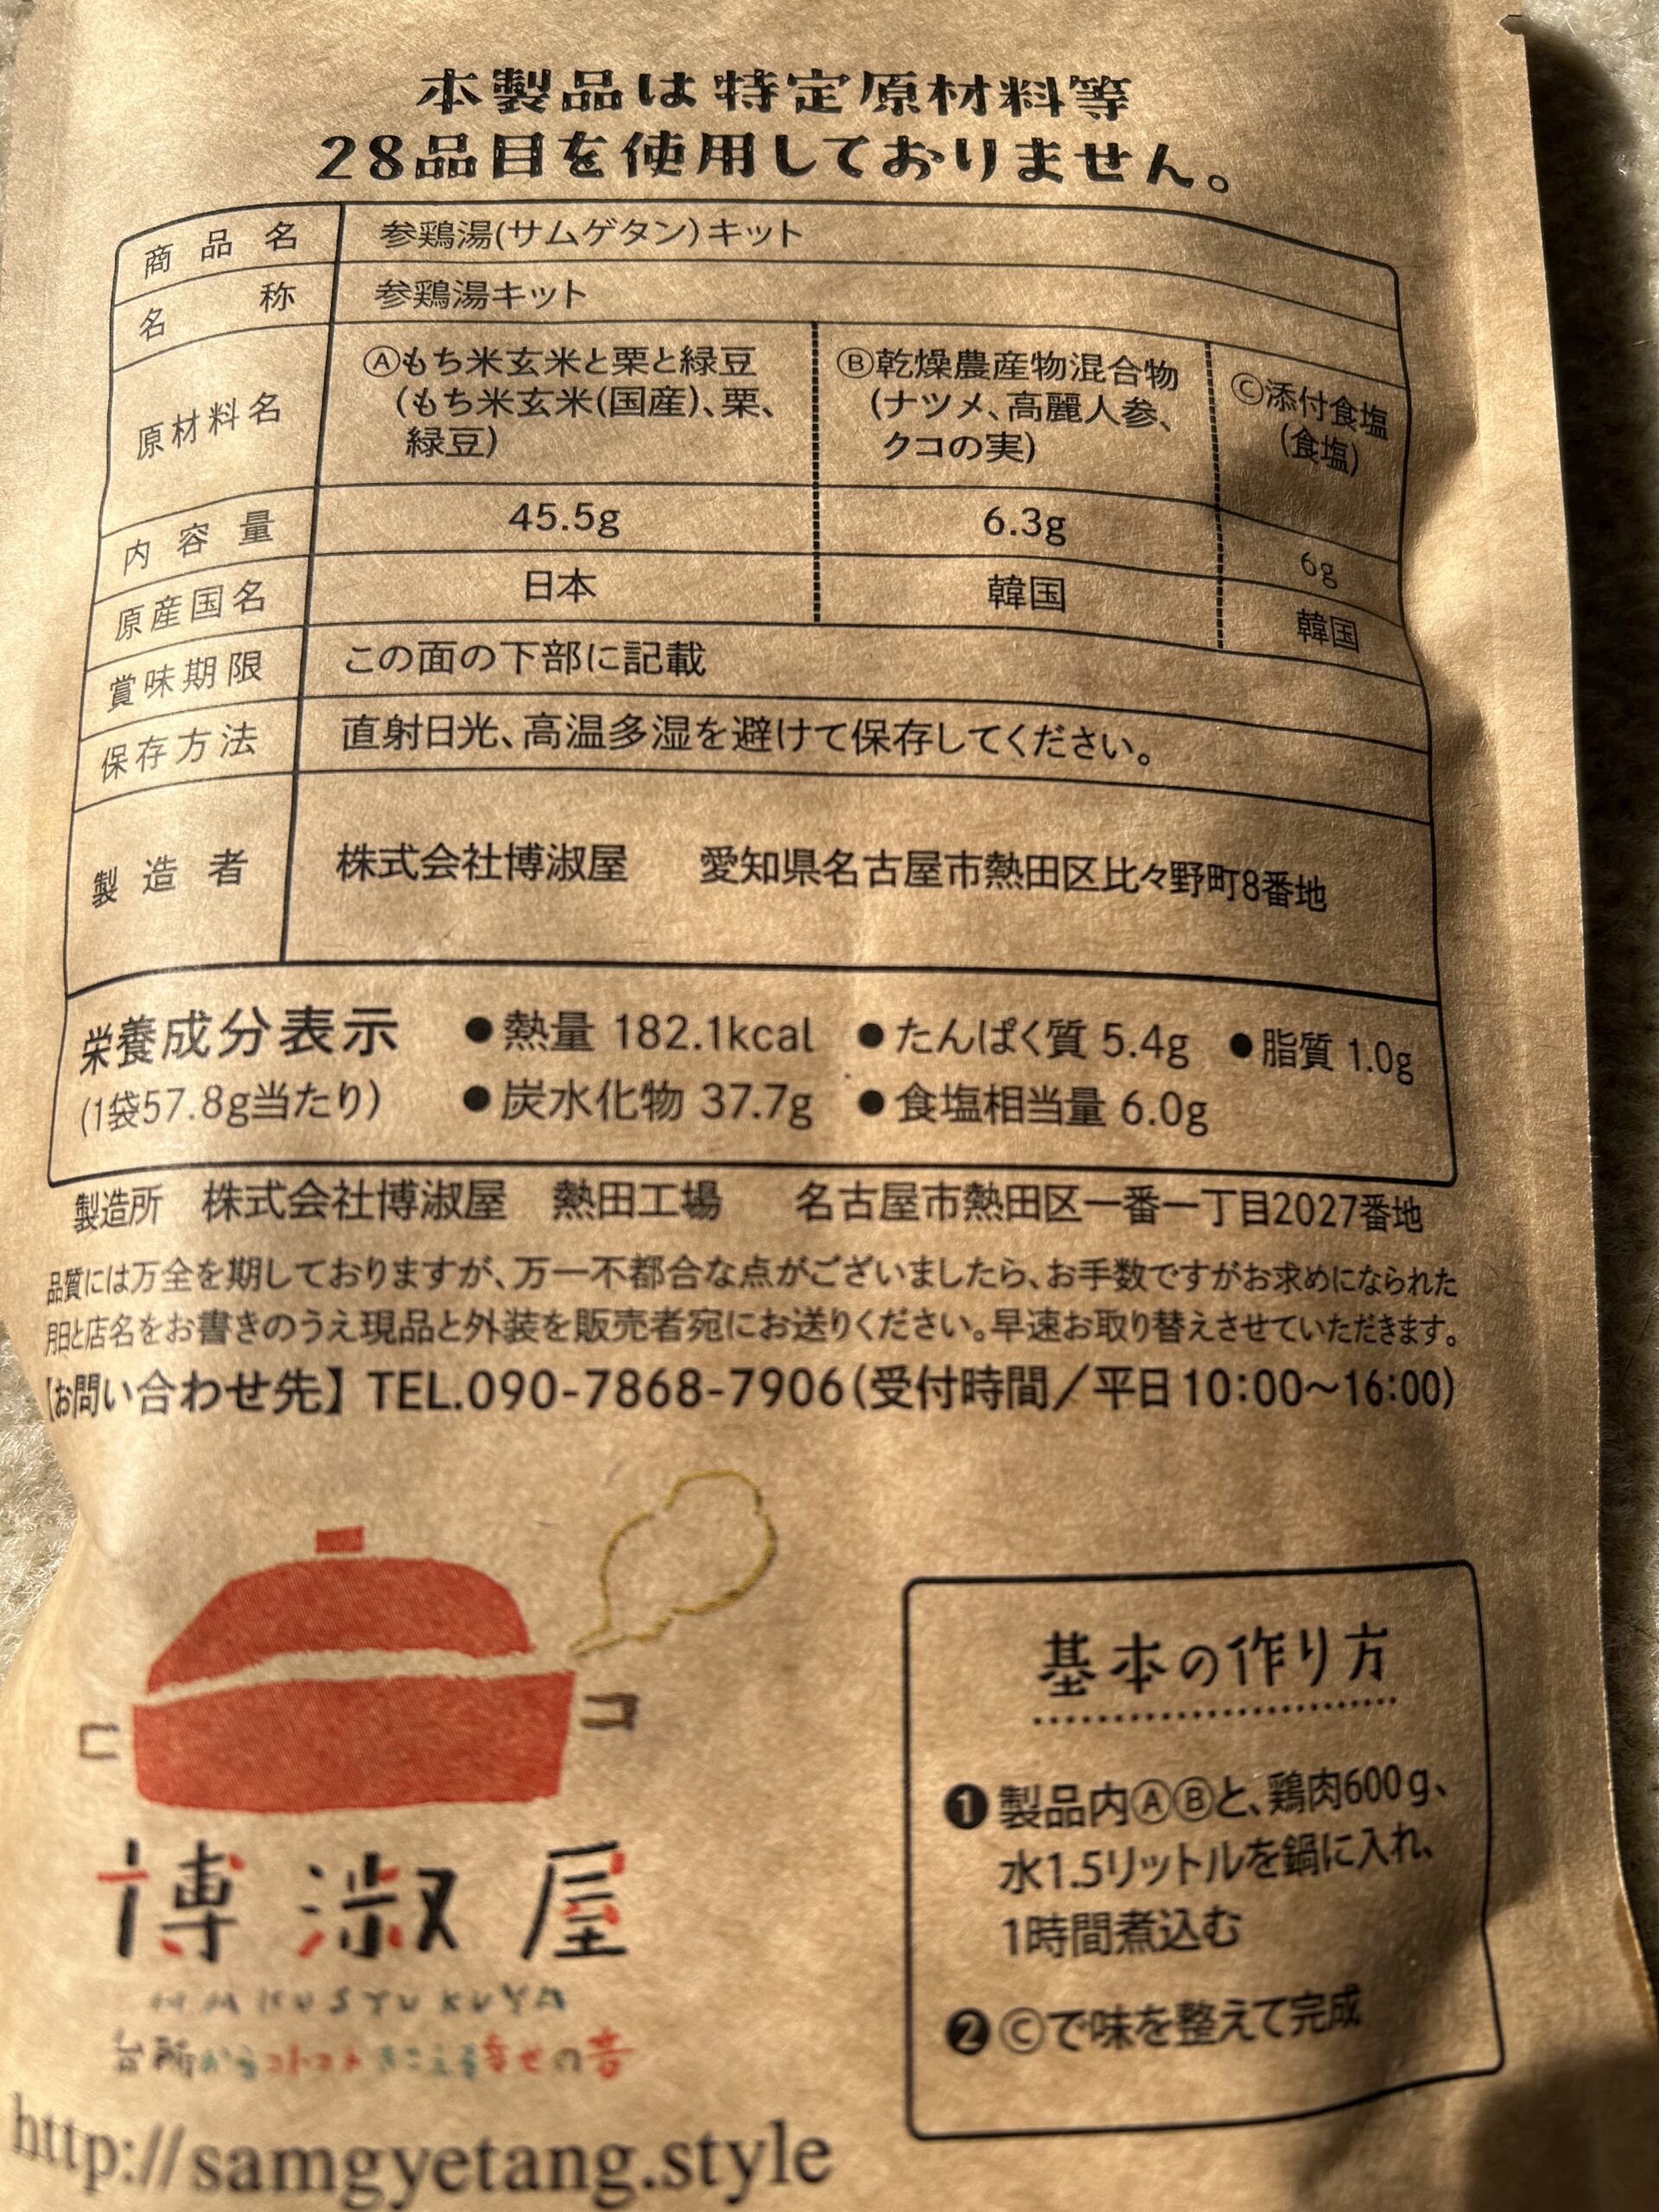 本製品は特定原材料等
28品目を使用しておりません。
商品名 参鶏湯(サムゲタン)キット
名称 参鶏湯キット
原材料名
Ⓐもち米玄米と栗と緑豆
(もち米玄米(国産)、栗、
緑豆)
Ⓑ乾燥農産物混合物
(ナツメ、高麗人参、
クコの実)
Ⓒ添付食塩
(食塩)
内容量 45.5g 6.3g 6g
原産国名 日本 韓国 韓国
賞味期限 この面の下部に記載
保存方法 直射日光、高温多湿を避けて保存してください。
製造者 株式会社博淑屋 愛知県名古屋市熱田区比々野町8番地
栄養成分表示 ●熱量 182.1kcal ●たんぱく質 5.4g ●脂質 1.0g
(1袋57.8g当たり) ●炭水化物 37.7g ●食塩相当量 6.0g
製造所 株式会社博淑屋 熱田工場 名古屋市熱田区一番一丁目2027番地
品質には万全を期しておりますが、万一不都合な点がございましたら、お手数ですがお求めになられた
月日と店名をお書きのうえ現品と外装を販売者宛にお送りください。早速お取り替えさせていただきます。
【お問い合わせ先】TEL.090-7868-7906(受付時間/平日10:00~16:00)
博淑屋
HAKUSYUKUYA
台所からコトコトきこえる幸せの音
http://samgyetang.style
基本の作り方
❶製品内ⒶⒷと、鶏肉600g、
水1.5リットルを鍋に入れ、
1時間煮込む
❷Ⓒで味を整えて完成